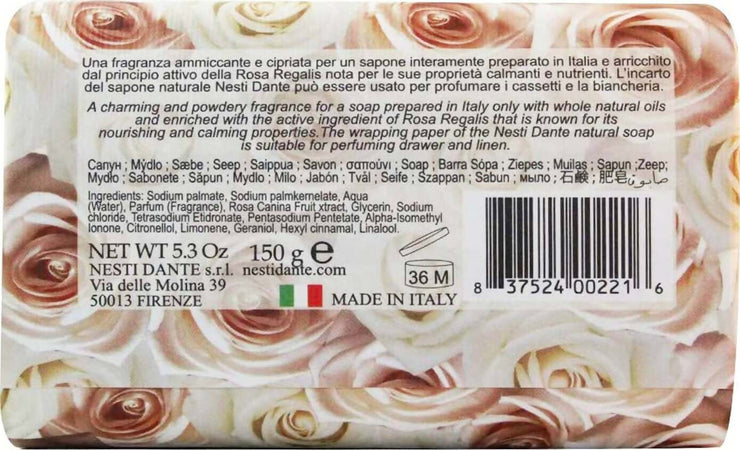 Una fragranza ammiccante e cipriata per un sapone interamente preparato in Italia e arricchito
dal principio attivo della Rosa Regalis nota per le sue proprietà calmanti e nutrienti. L'incarto
del sapone naturale Nesti Dante può essere usato per profumare i cassetti e la biancheria.
A charming and powdery fragrance for a soap prepared in Italy only with whole natural oils
and enriched with the active ingredient of Rosa Regalis that is known for its
nourishing and calming properties.The wrapping paper of the Nesti Dante natural soap
is suitable for perfuming drawer and linen.
Сапун ; Mýdlo ; Sæbe ; Seep ; Saippua ; Savon ; σαπούνι ; Soap ; Barra Sópa ; Ziepes ; Muilas ; Sapun ;Zeep;
Mydło ; Sabonete ; Săpun ; Mydlo ; Milo ; Jabón ; Tvål ; Seife ; Szappan ; Sabun ; мыло ; 石鹸 ; 肥皂 ; صابون
Ingredients: Sodium palmate, Sodium palmkernelate, Aqua
(Water), Parfum (Fragrance), Rosa Canina Fruit extract, Glycerin, Sodium
chloride, Tetrasodium Etidronate, Pentasodium Pentetate, Alpha-Isomethyl
Ionone, Citronellol, Limonene, Geraniol, Hexyl cinnamal, Linalool.
NET WT 5.3 Oz 150 g e
NESTI DANTE s.r.l. nestidante.com
Via delle Molina 39
50013 FIRENZE
MADE IN ITALY
36 M
8 37524 00221 6